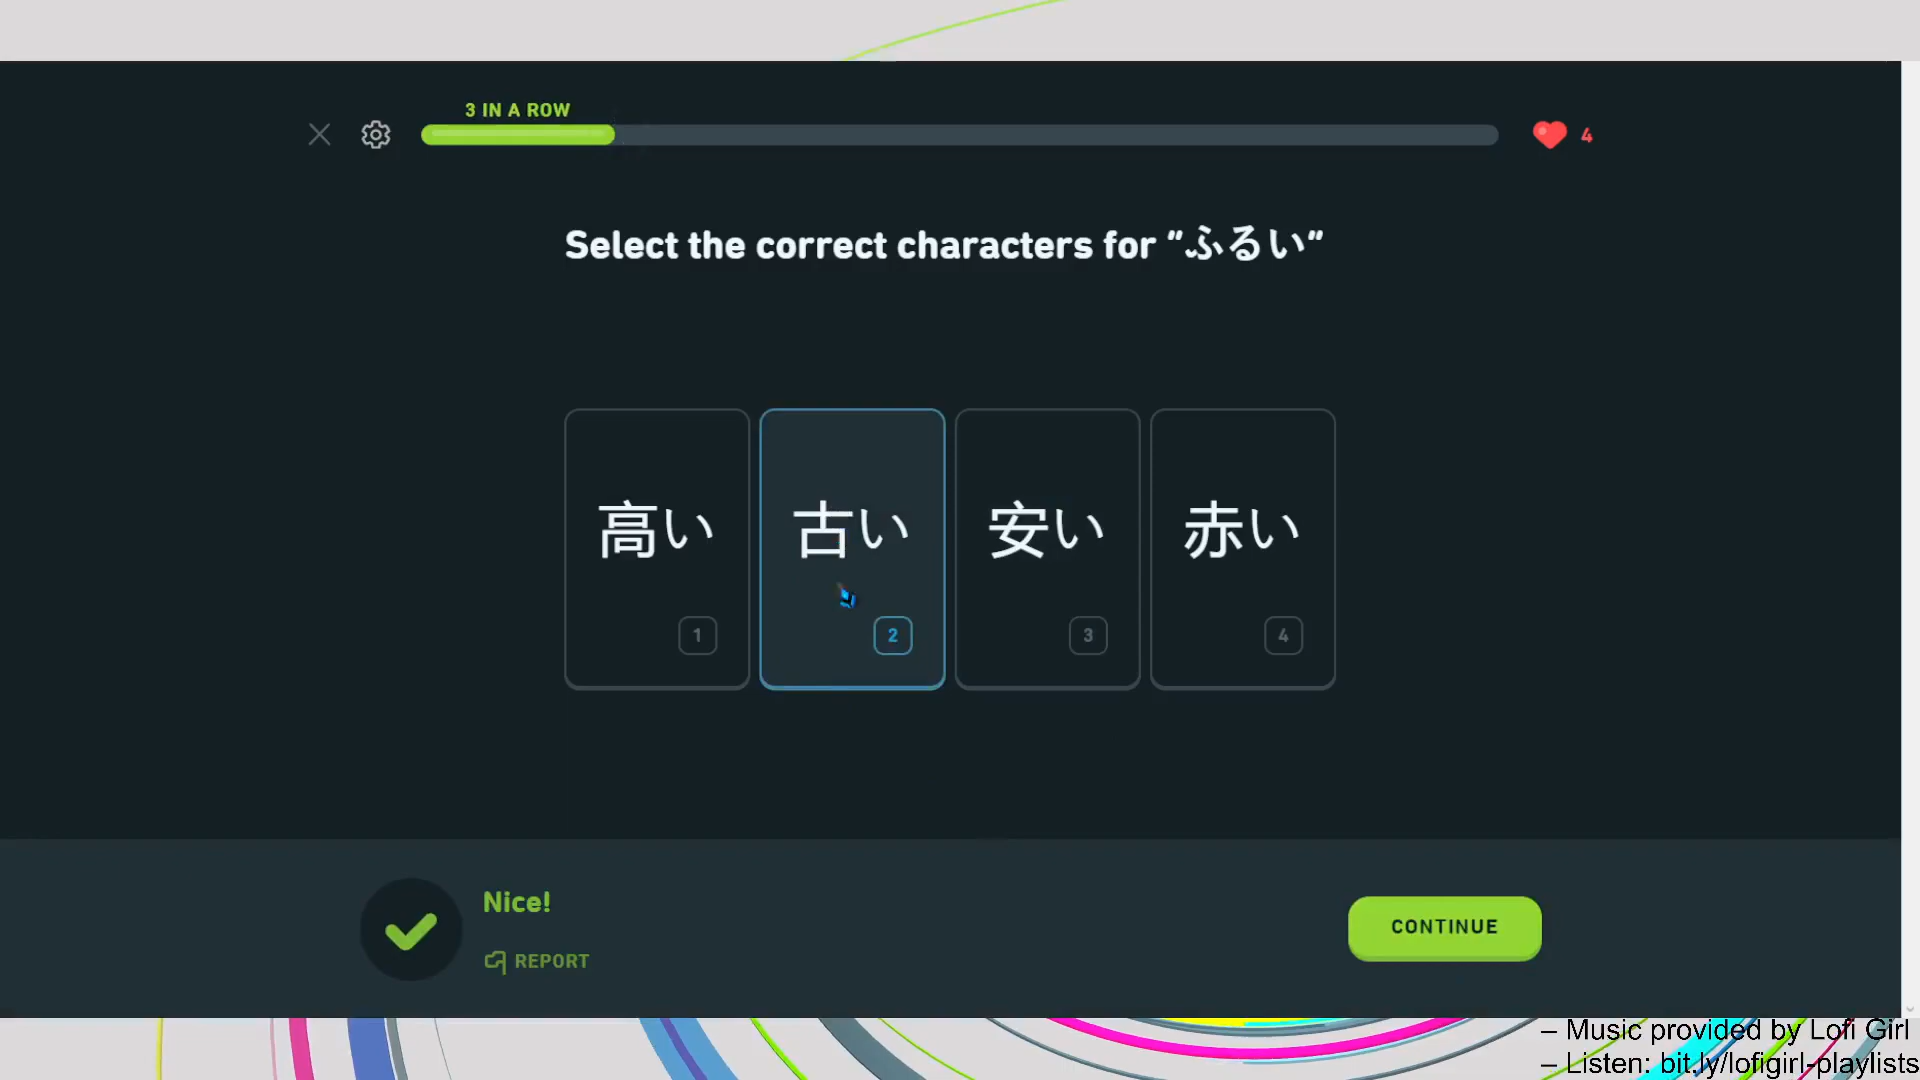 3 IN A ROW
4
Select the correct characters for “ふるい”
高い
古い
安い
赤い
1
2
3
4
Nice!
REPORT
CONTINUE
– Music provided by Lofi Girl
– Listen: bit.ly/lofigirl-playlists